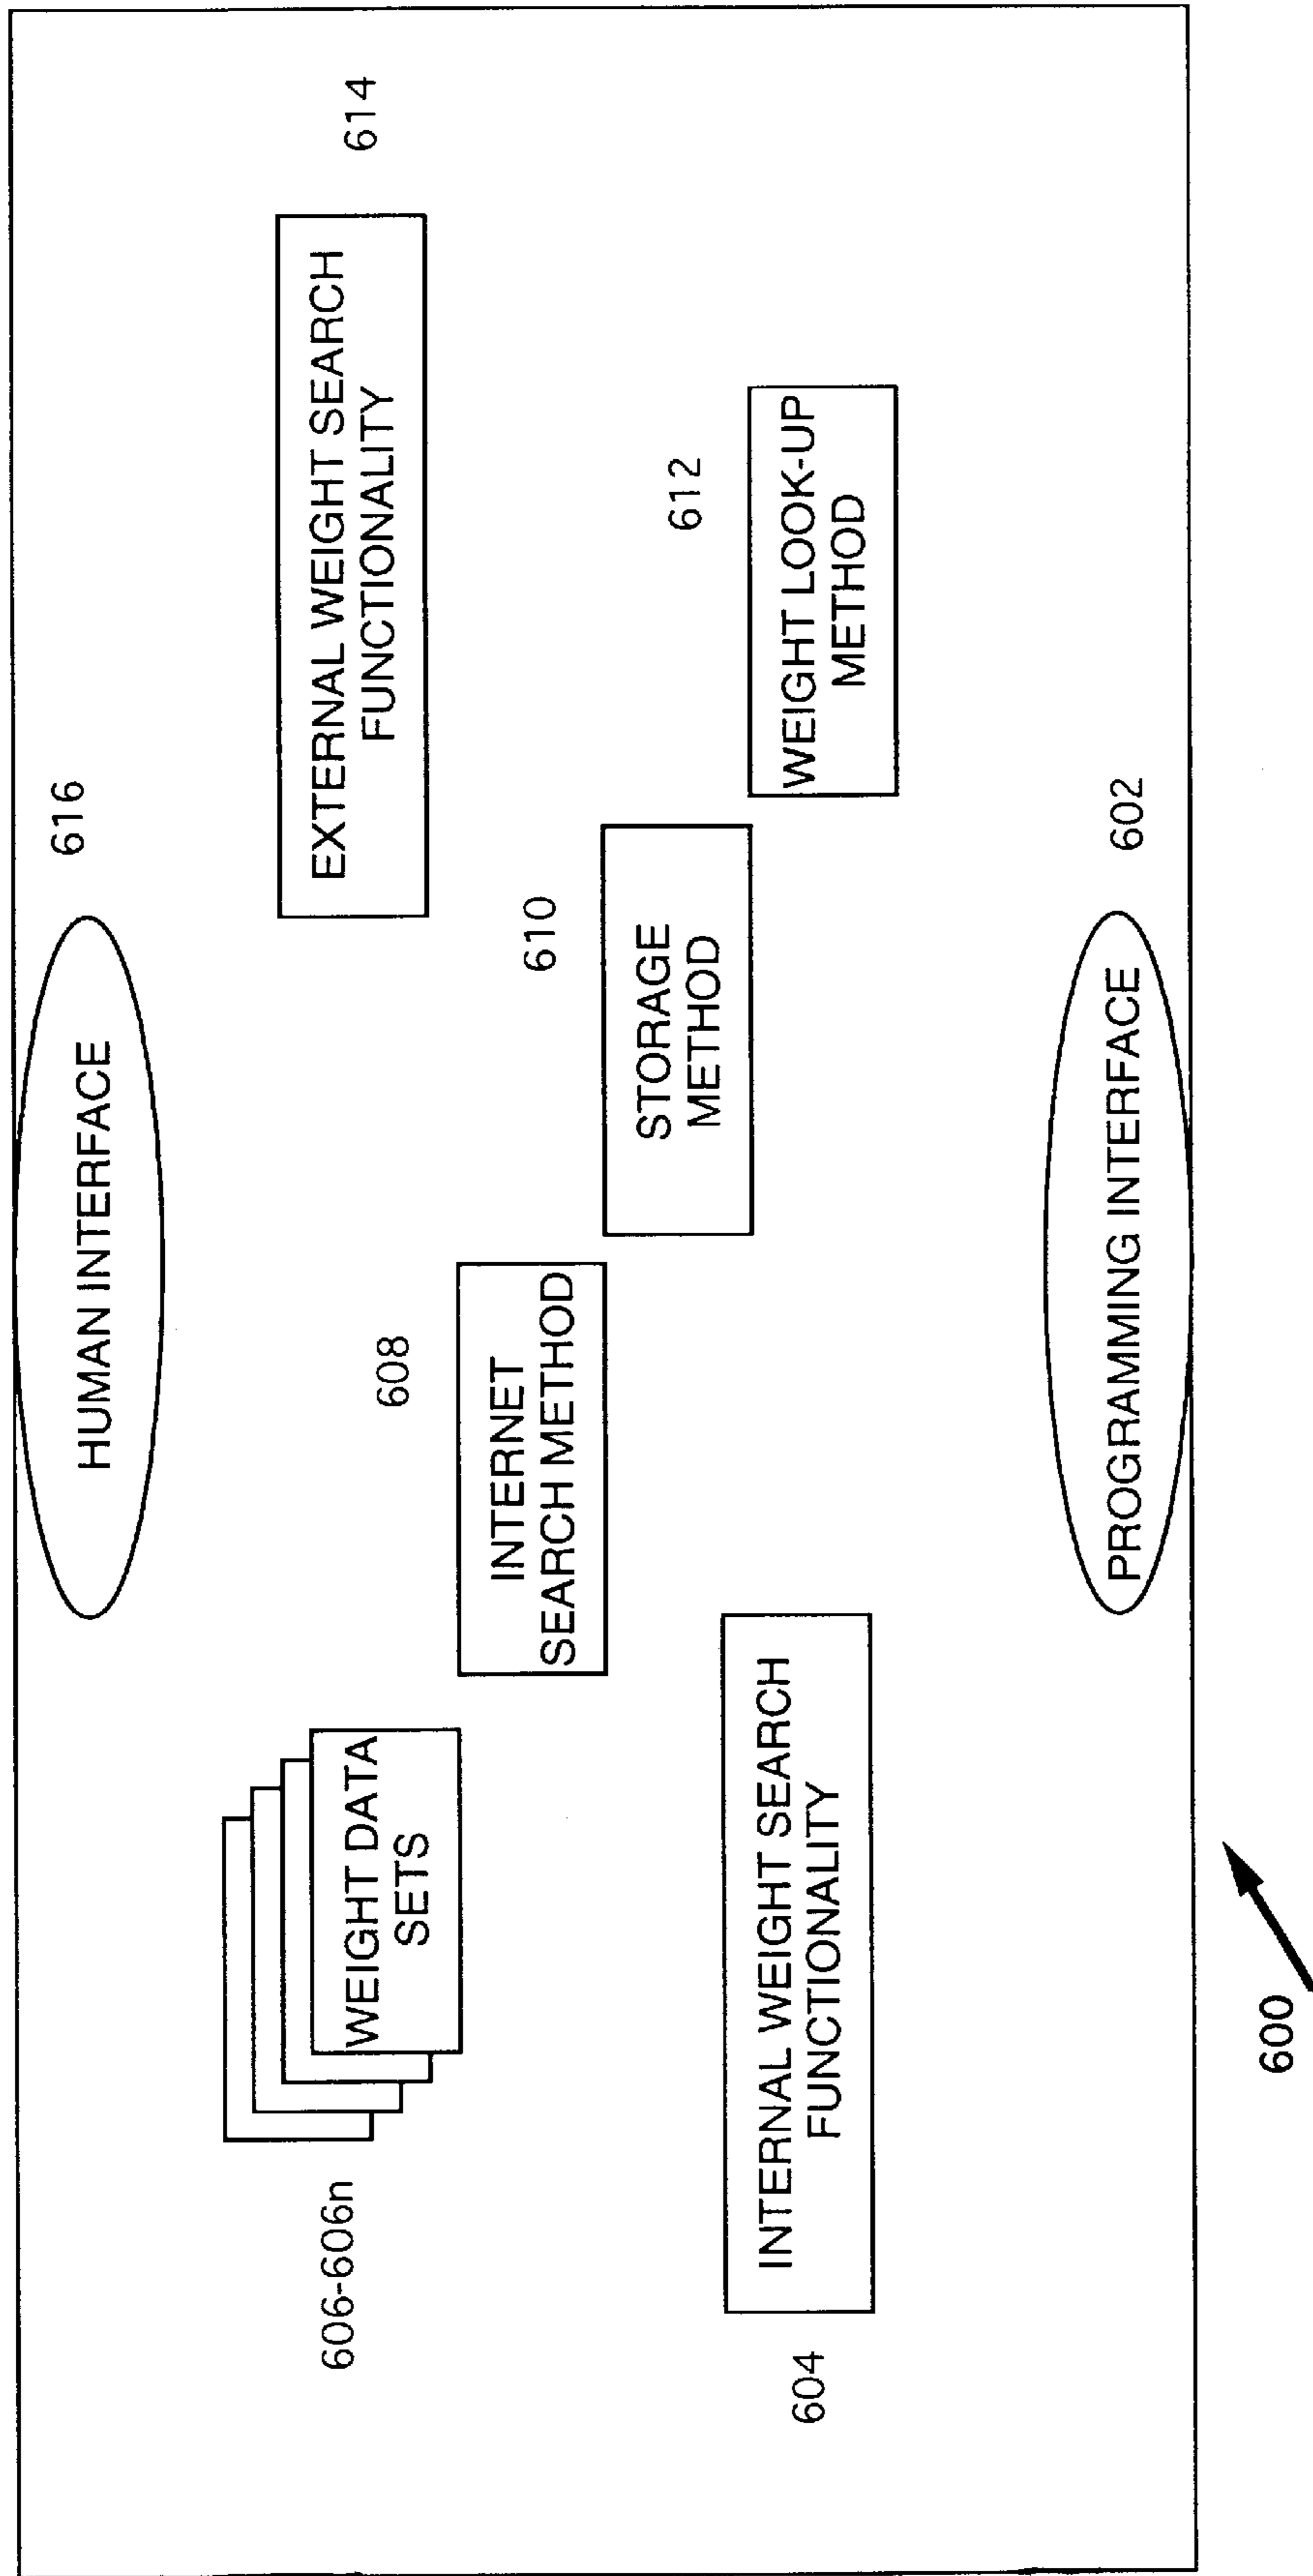 HUMAN INTERFACE
616
606-606n
WEIGHT DATA
SETS
EXTERNAL WEIGHT SEARCH
FUNCTIONALITY
614
608
INTERNET
SEARCH METHOD
610
STORAGE
METHOD
612
WEIGHT LOOK-UP
METHOD
604
INTERNAL WEIGHT SEARCH
FUNCTIONALITY
PROGRAMMING INTERFACE
602
600